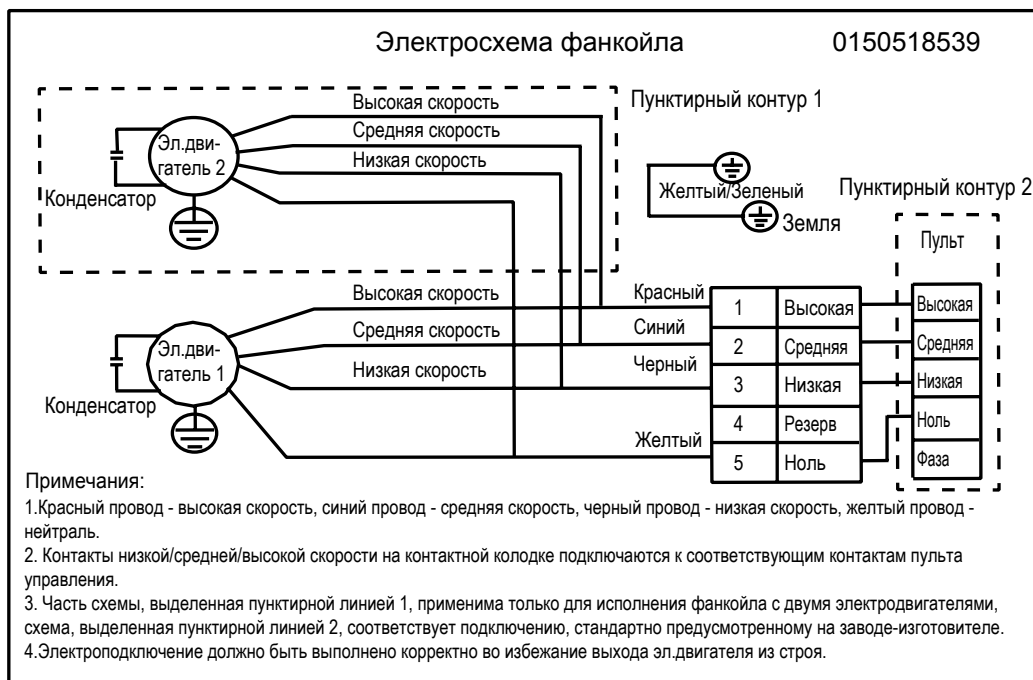 Электросхема фанкойла 0150518539
Пунктирный контур 1
Высокая скорость
Средняя скорость
Низкая скорость
Эл.дви-
гатель 2
Конденсатор
Желтый/Зеленый
Земля
Пунктирный контур 2
Пульт
Высокая скорость
Средняя скорость
Низкая скорость
Эл.дви-
гатель 1
Конденсатор
Красный
Синий
Черный
Желтый
1 Высокая
2 Средняя
3 Низкая
4 Резерв
5 Ноль
Высокая
Средняя
Низкая
Ноль
Фаза
Примечания:
1.Красный провод - высокая скорость, синий провод - средняя скорость, черный провод - низкая скорость, желтый провод -
нейтраль.
2. Контакты низкой/средней/высокой скорости на контактной колодке подключаются к соответствующим контактам пульта
управления.
3. Часть схемы, выделенная пунктирной линией 1, применима только для исполнения фанкойла с двумя электродвигателями,
схема, выделенная пунктирной линией 2, соответствует подключению, стандартно предусмотренному на заводе-изготовителе.
4.Электроподключение должно быть выполнено корректно во избежание выхода эл.двигателя из строя.